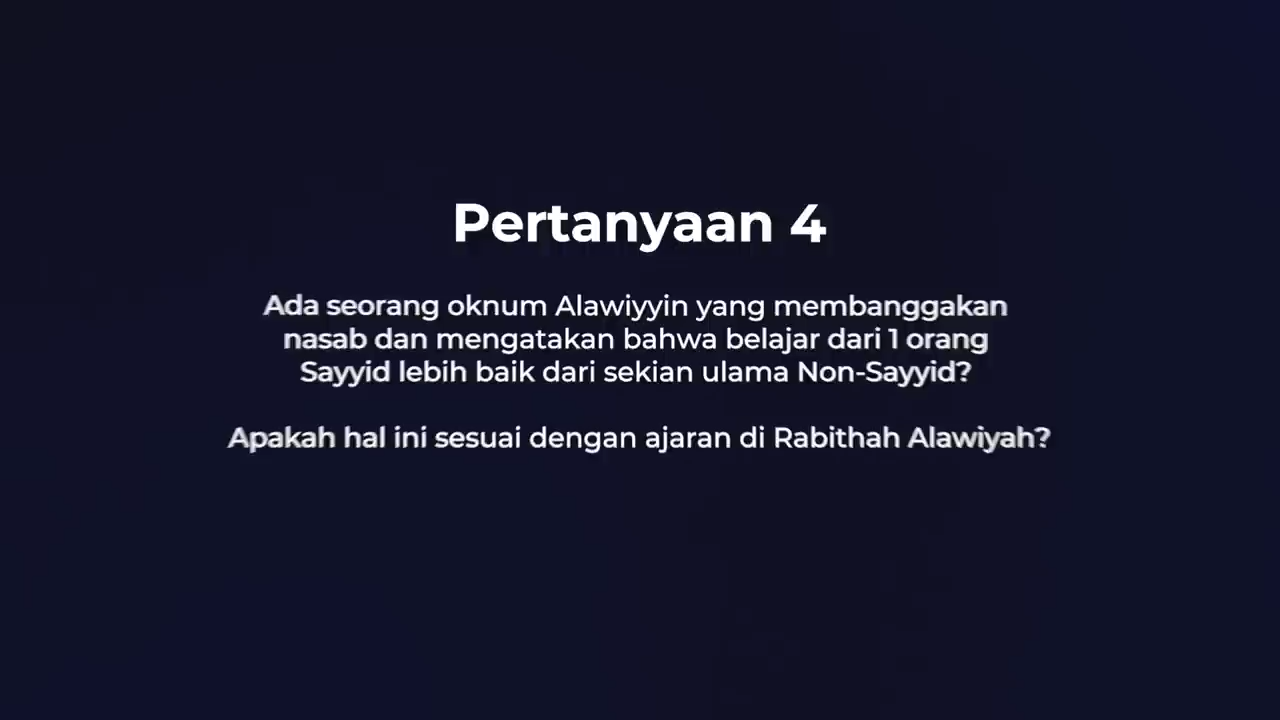 Pertanyaan 4
Ada seorang oknum Alawiyyin yang membanggakan
nasab dan mengatakan bahwa belajar dari 1 orang
Sayyid lebih baik dari sekian ulama Non-Sayyid?
Apakah hal ini sesuai dengan ajaran di Rabithah Alawiyah?